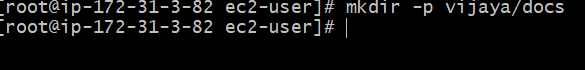 [root@ip-172-31-3-82 ec2-user]# mkdir -p vijaya/docs
[root@ip-172-31-3-82 ec2-user]#